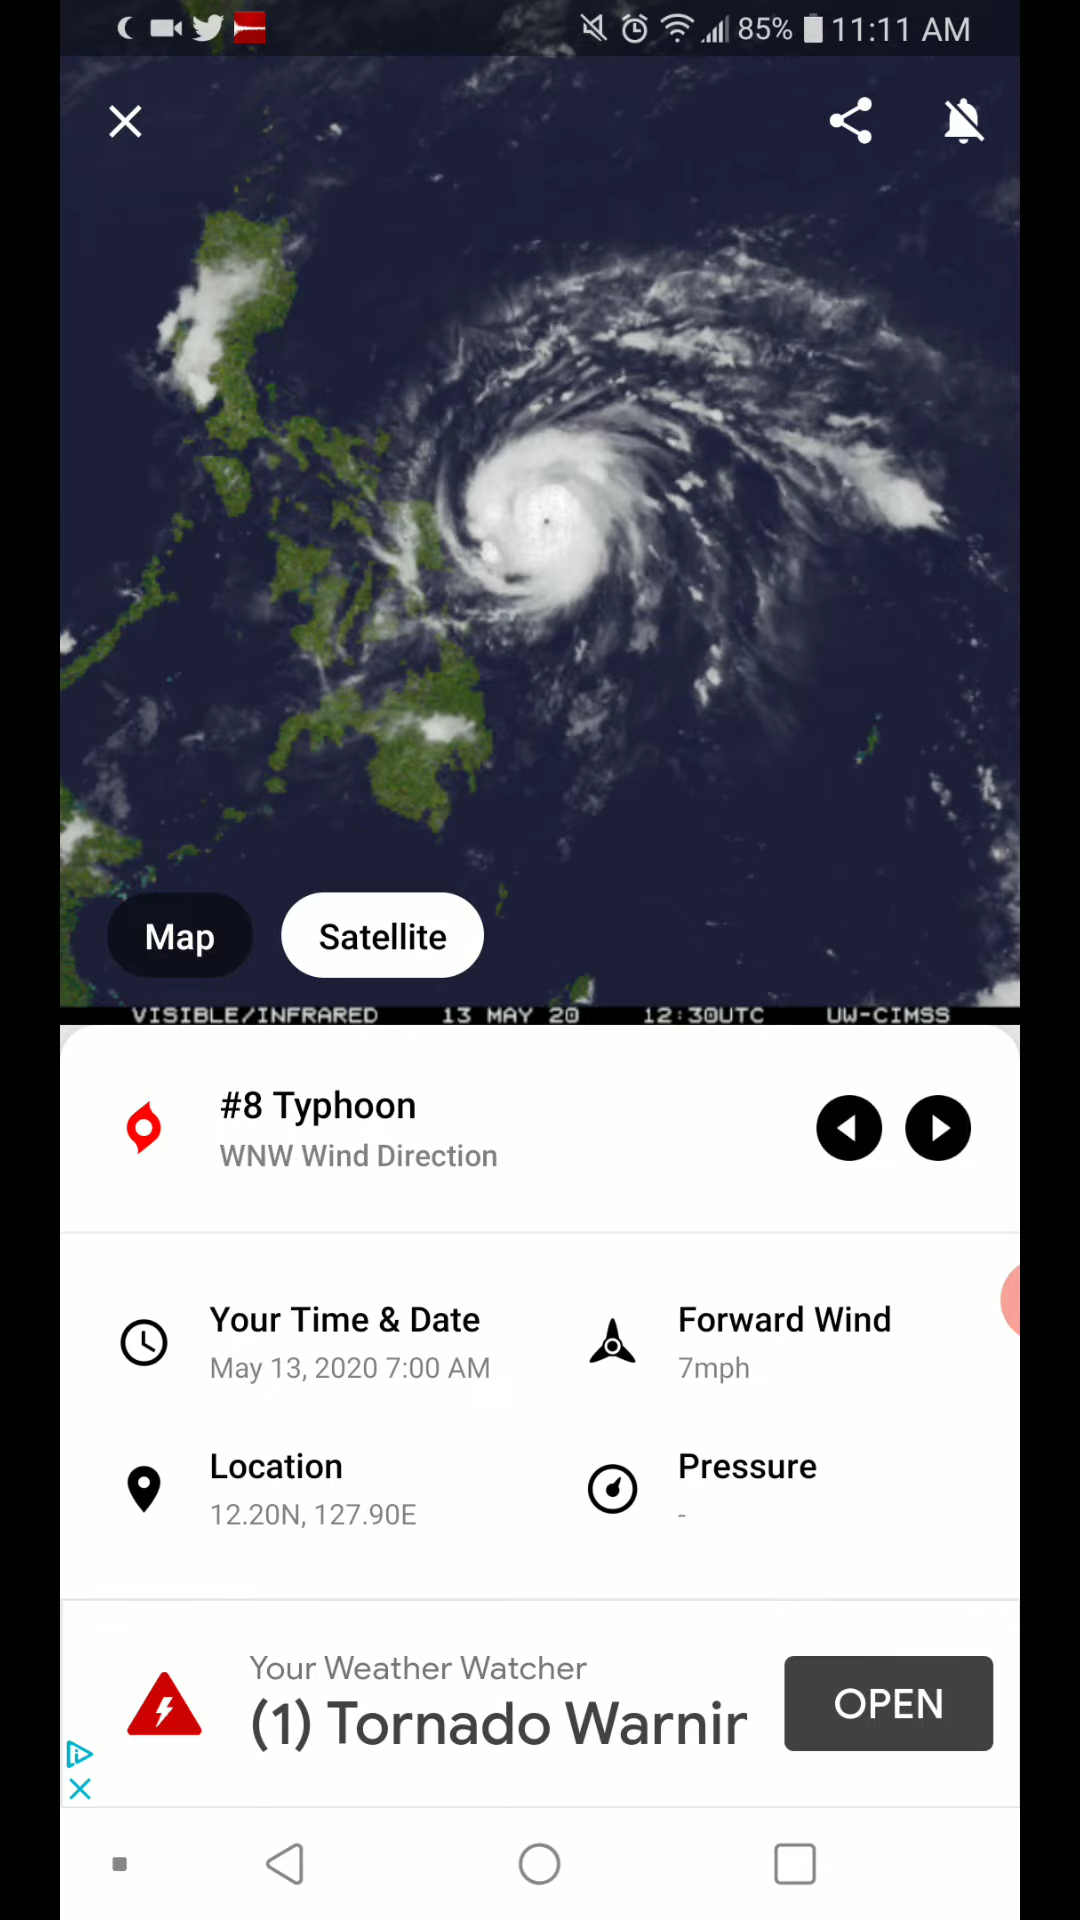 85% 11:11 AM
Map Satellite
VISIBLE/INFRARED 13 MAY 20 12:30UTC UW-CIMSS
#8 Typhoon
WNW Wind Direction
Your Time & Date
May 13, 2020 7:00 AM
Forward Wind
7mph
Location
12.20N, 127.90E
Pressure
-
Your Weather Watcher
(1) Tornado Warnin
OPEN